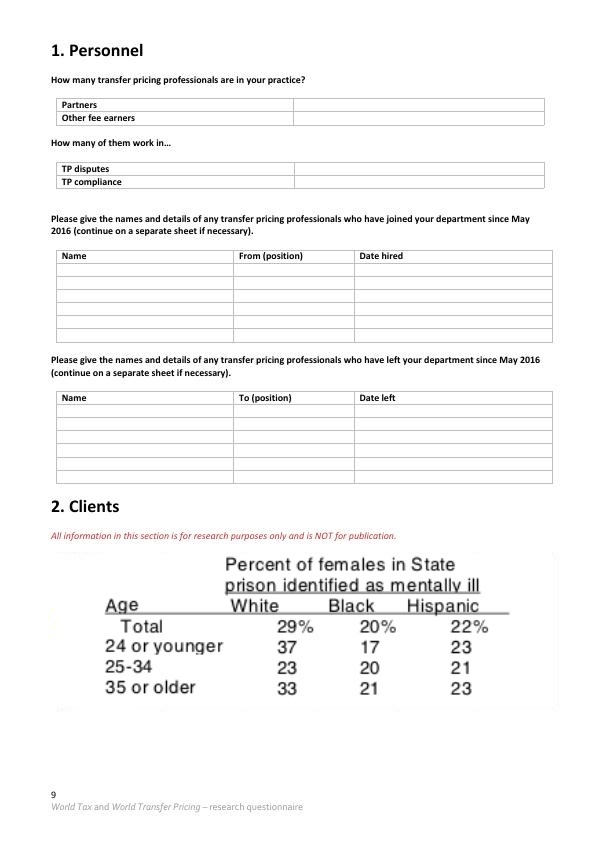 1. Personnel
How many transfer pricing professionals are in your practice?
Partners
Other fee earners
How many of them work in…
TP disputes
TP compliance
Please give the names and details of any transfer pricing professionals who have joined your department since May
2016 (continue on a separate sheet if necessary).
Name From (position) Date hired
Please give the names and details of any transfer pricing professionals who have left your department since May 2016
(continue on a separate sheet if necessary).
Name To (position) Date left
2. Clients
All information in this section is for research purposes only and is NOT for publication.
Percent of females in State
prison identified as mentally ill
Age White Black Hispanic
Total 29% 20% 22%
24 or younger 37 17 23
25-34 23 20 21
35 or older 33 21 23
9
World Tax and World Transfer Pricing – research questionnaire